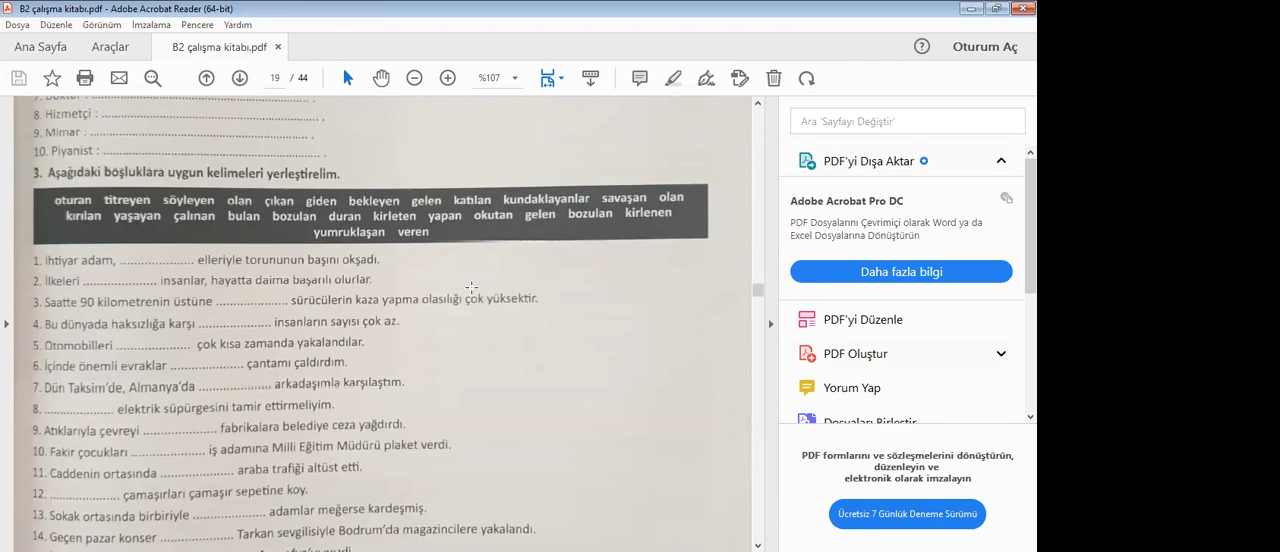 B2 çalışma kitabı.pdf - Adobe Acrobat Reader (64-bit)
Dosya Düzenle Görünüm İmzalama Pencere Yardım
Ana Sayfa Araçlar B2 çalışma kitabı.pdf × Oturum Aç
19 / 44 %107
8. Hizmetçi : ........................................................ .
9. Mimar : ........................................................ .
10. Piyanist : ........................................................ .
3. Aşağıdaki boşluklara uygun kelimeleri yerleştirelim.
oturan titreyen söyleyen olan çıkan giden bekleyen gelen katılan kundaklayanlar savaşan olan
kırılan yaşayan çalınan bulan bozulan duran kirleten yapan okutan gelen bozulan kirlenen
yumruklaşan veren
1. İhtiyar adam, .................... elleriyle torununun başını okşadı.
2. İlkeleri .................... insanlar, hayatta daima başarılı olurlar.
3. Saatte 90 kilometrenin üstüne .................... sürücülerin kaza yapma olasılığı çok yüksektir.
4. Bu dünyada haksızlığa karşı .................... insanların sayısı çok az.
5. Otomobilleri .................... çok kısa zamanda yakalandılar.
6. İçinde önemli evraklar .................... çantamı çaldırdım.
7. Dün Taksim'de, Almanya'da .................... arkadaşımla karşılaştım.
8. .................... elektrik süpürgesini tamir ettirmeliyim.
9. Atıklarıyla çevreyi .................... fabrikalara belediye ceza yağdırdı.
10. Fakir çocukları .................... iş adamına Milli Eğitim Müdürü plaket verdi.
11. Caddenin ortasında .................... araba trafiği altüst etti.
12. .................... çamaşırları çamaşır sepetine koy.
13. Sokak ortasında birbiriyle .................... adamlar meğerse kardeşmiş.
14. Geçen pazar konser .................... Tarkan sevgilisiyle Bodrum'da magazincilere yakalandı.
Ara 'Sayfayı Değiştir'
PDF'yi Dışa Aktar
Adobe Acrobat Pro DC
PDF Dosyalarını Çevrimiçi olarak Word ya da
Excel Dosyalarına Dönüştürün
Daha fazla bilgi
PDF'yi Düzenle
PDF Oluştur
Yorum Yap
Dosyaları Birleştir
PDF formlarını ve sözleşmelerini dönüştürün,
düzenleyin ve
elektronik olarak imzalayın
Ücretsiz 7 Günlük Deneme Sürümü